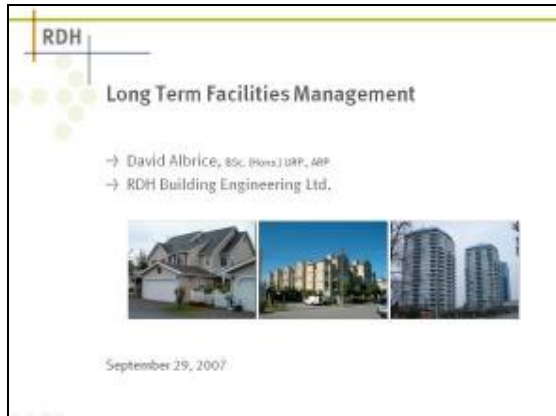 RDH
Long Term Facilities Management
→ David Albrice, BSc. (Hons.) URP., ARP
→ RDH Building Engineering Ltd.
September 29, 2007